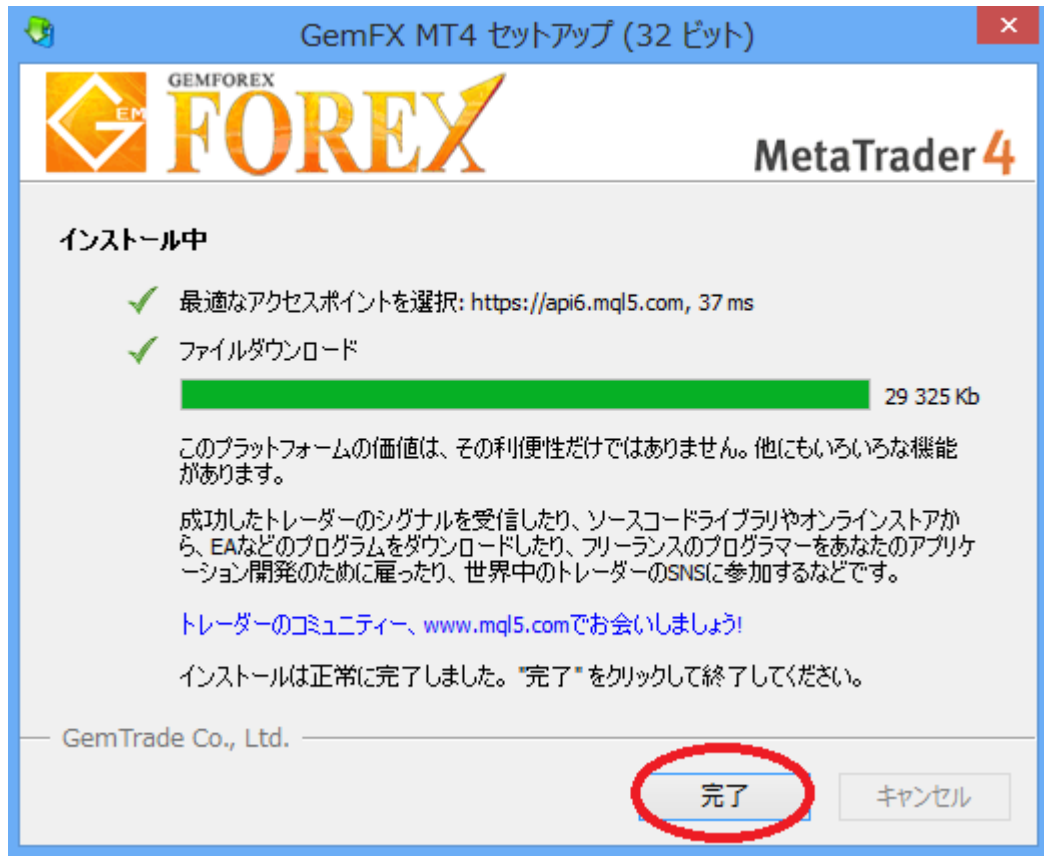 GemFX MT4 セットアップ (32 ビット)
GEM
GEMFOREX
FOREX
MetaTrader 4
インストール中
最適なアクセスポイントを選択: https://api6.mql5.com, 37 ms
ファイルダウンロード
29 325 Kb
このプラットフォームの価値は、その利便性だけではありません。他にもいろいろな機能
があります。
成功したトレーダーのシグナルを受信したり、ソースコードライブラリやオンラインストアか
ら、EAなどのプログラムをダウンロードしたり、フリーランスのプログラマーをあなたのアプリケ
ーション開発のために雇ったり、世界中のトレーダーのSNSに参加するなどです。
トレーダーのコミュニティー、www.mql5.comでお会いしましょう!
インストールは正常に完了しました。"完了" をクリックして終了してください。
GemTrade Co., Ltd.
完了
キャンセル